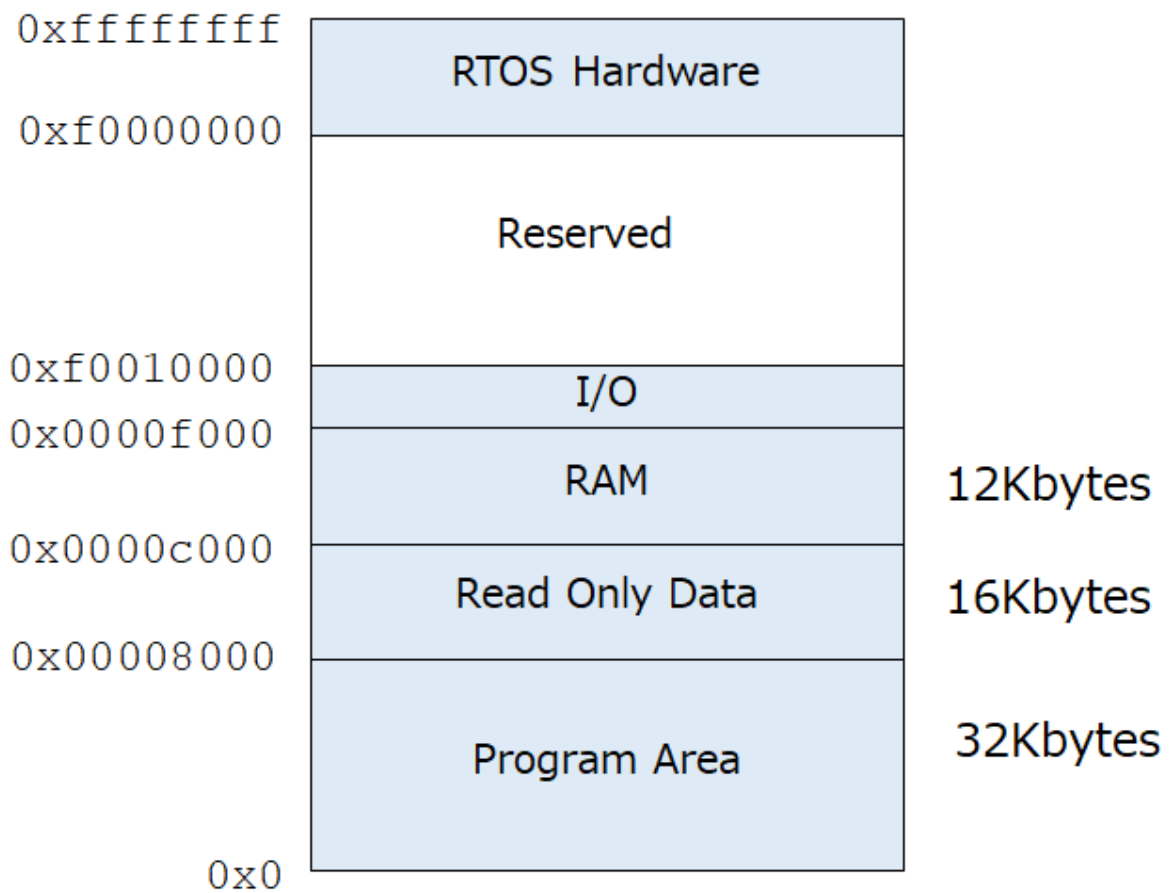 0xffffffff
RTOS Hardware
0xf0000000
Reserved
0xf0010000
I/O
0x0000f000
RAM
12Kbytes
0x0000c000
Read Only Data
16Kbytes
0x00008000
Program Area
32Kbytes
0x0